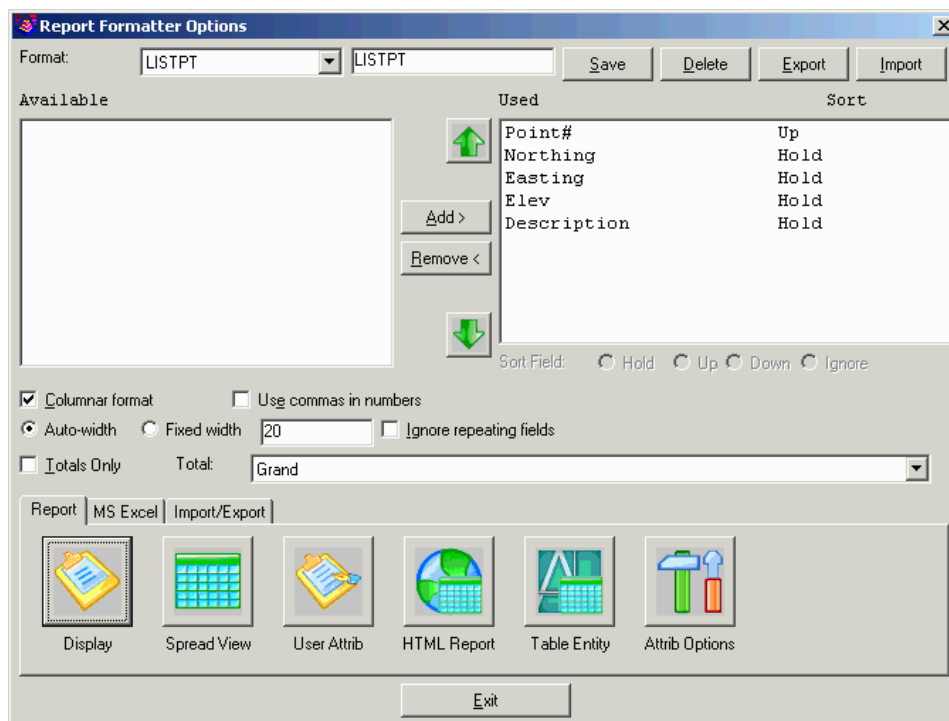 Report Formatter Options
Format: LISTPT LISTPT Save Delete Export Import
Available Used Sort
Point# Up
Northing Hold
Easting Hold
Elev Hold
Description Hold
Add >
Remove <
Sort Field: Hold Up Down Ignore
Columnar format Use commas in numbers
Auto-width Fixed width 20 Ignore repeating fields
Totals Only Total: Grand
Report MS Excel Import/Export
Display Spread View User Attrib HTML Report Table Entity Attrib Options
Exit